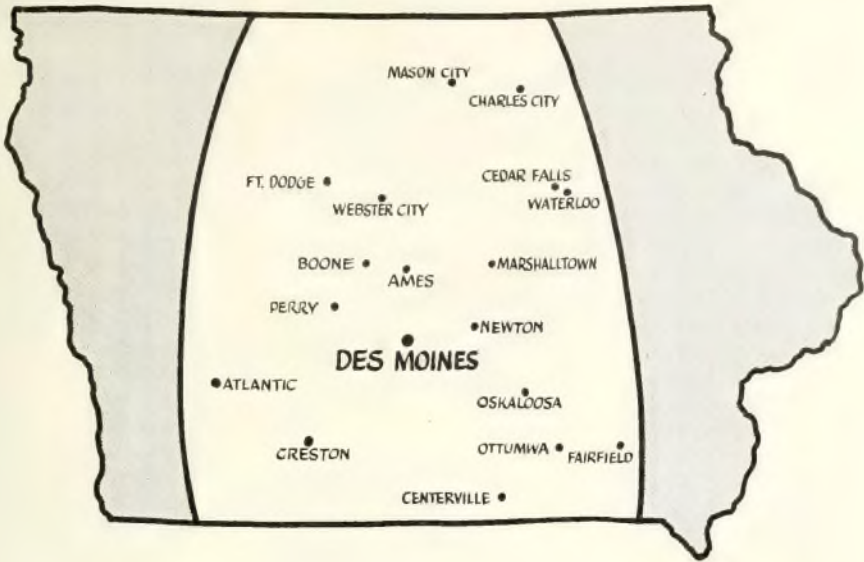 MASON CITY
CHARLES CITY
FT. DODGE
CEDAR FALLS
WEBSTER CITY
WATERLOO
BOONE
AMES
MARSHALLTOWN
PERRY
NEWTON
DES MOINES
ATLANTIC
OSKALOOSA
CRESTON
OTTUMWA
FAIRFIELD
CENTERVILLE